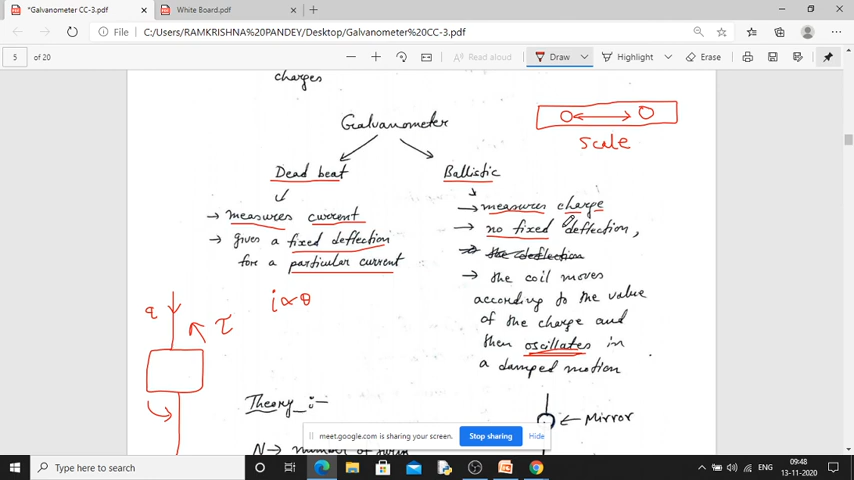 *Galvanometer CC-3.pdf
White Board.pdf
C:/Users/RAMKRISHNA%20PANDEY/Desktop/Galvanometer%20CC-3.pdf
5 of 20
Read aloud
Draw
Highlight
Erase
charges
Galvanometer
scale
Dead beat
Ballistic
→ measures current
→ gives a fixed deflection
for a particular current
→ measures charge
→ no fixed deflection,
→ the deflection
→ the coil moves
according to the value
of the charge and
then oscillates in
a damped motion
i∝θ
q
τ
Theory :—
← Mirror
N→ number of turn
meet.google.com is sharing your screen.
Stop sharing
Hide
Type here to search
ENG
09:48
13-11-2020